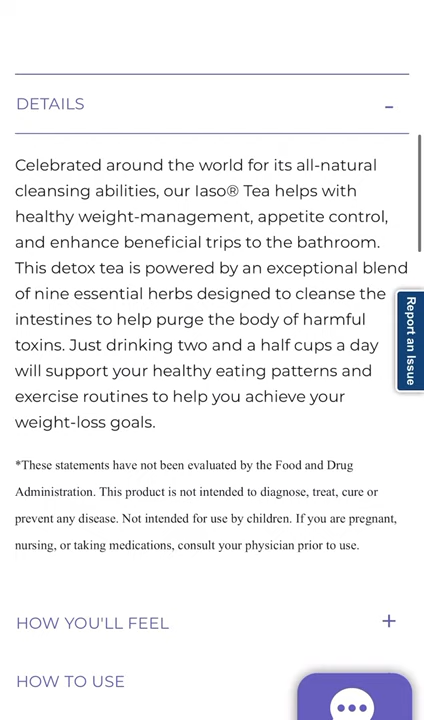 DETAILS
-
Celebrated around the world for its all-natural
cleansing abilities, our Iaso® Tea helps with
healthy weight-management, appetite control,
and enhance beneficial trips to the bathroom.
This detox tea is powered by an exceptional blend
of nine essential herbs designed to cleanse the
intestines to help purge the body of harmful
toxins. Just drinking two and a half cups a day
will support your healthy eating patterns and
exercise routines to help you achieve your
weight-loss goals.
Report an Issue
*These statements have not been evaluated by the Food and Drug
Administration. This product is not intended to diagnose, treat, cure or
prevent any disease. Not intended for use by children. If you are pregnant,
nursing, or taking medications, consult your physician prior to use.
HOW YOU'LL FEEL
+
HOW TO USE